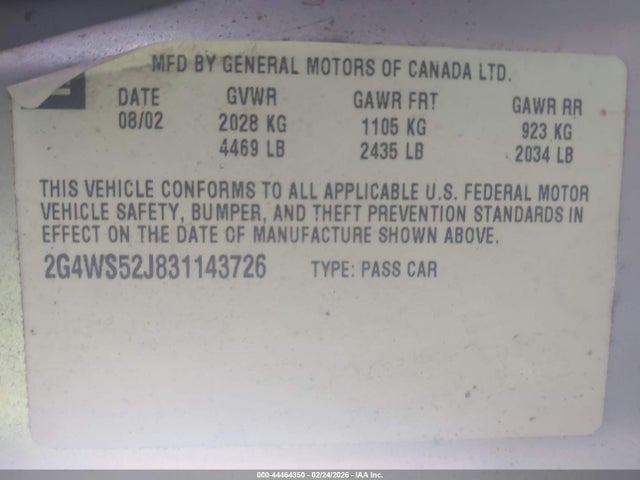 MFD BY GENERAL MOTORS OF CANADA LTD.
DATE GVWR GAWR FRT GAWR RR
08/02 2028 KG 1105 KG 923 KG
4469 LB 2435 LB 2034 LB
THIS VEHICLE CONFORMS TO ALL APPLICABLE U.S. FEDERAL MOTOR
VEHICLE SAFETY, BUMPER, AND THEFT PREVENTION STANDARDS IN
EFFECT ON THE DATE OF MANUFACTURE SHOWN ABOVE.
2G4WS52J831143726 TYPE: PASS CAR
000-44464350 - 02/24/2026 - IAA Inc.